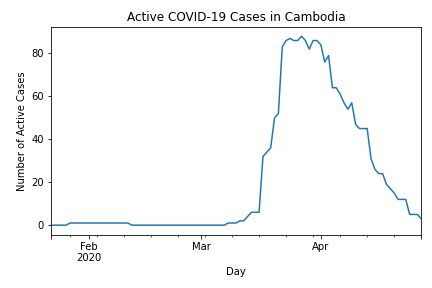 Active COVID-19 Cases in Cambodia
Number of Active Cases
80
60
40
20
0
Feb
2020
Mar
Apr
Day